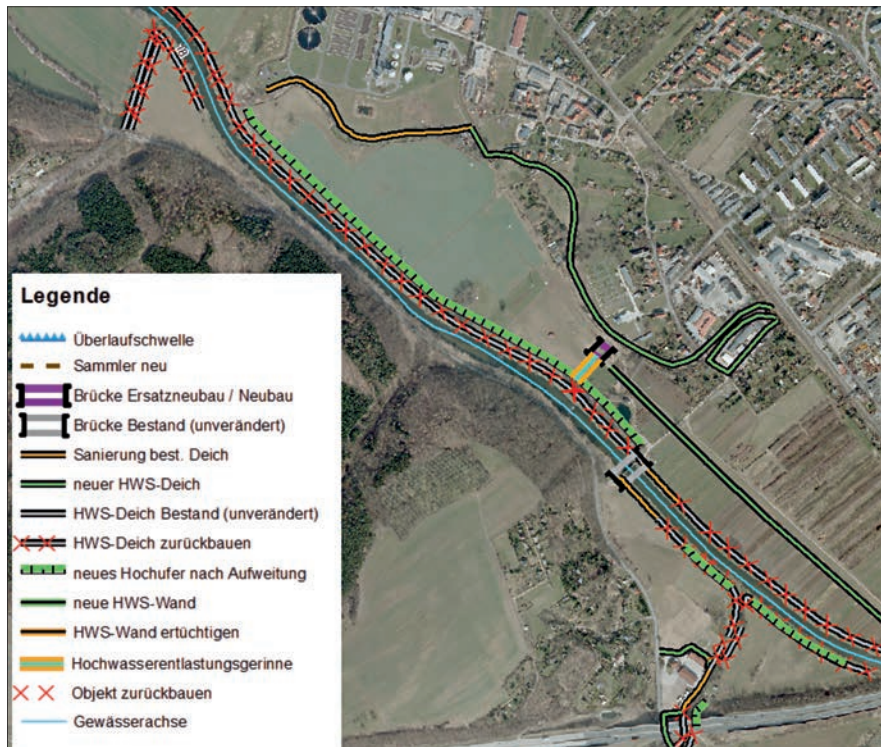 Legende
Überlaufschwelle
Sammler neu
Brücke Ersatzneubau / Neubau
Brücke Bestand (unverändert)
Sanierung best. Deich
neuer HWS-Deich
HWS-Deich Bestand (unverändert)
HWS-Deich zurückbauen
neues Hochufer nach Aufweitung
neue HWS-Wand
HWS-Wand ertüchtigen
Hochwasserentlastungsgerinne
Objekt zurückbauen
Gewässerachse